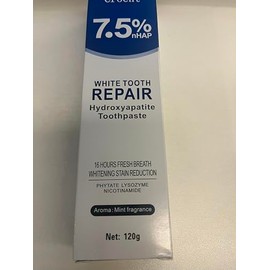 7.5%
nHAP
WHITE TOOTH
REPAIR
Hydroxyapatite
Toothpaste
16 HOURS FRESH BREATH
WHITENING STAIN REDUCTION
PHYTATE LYSOZYME
NICOTINAMIDE
Aroma: Mint fragrance
Net: 120g